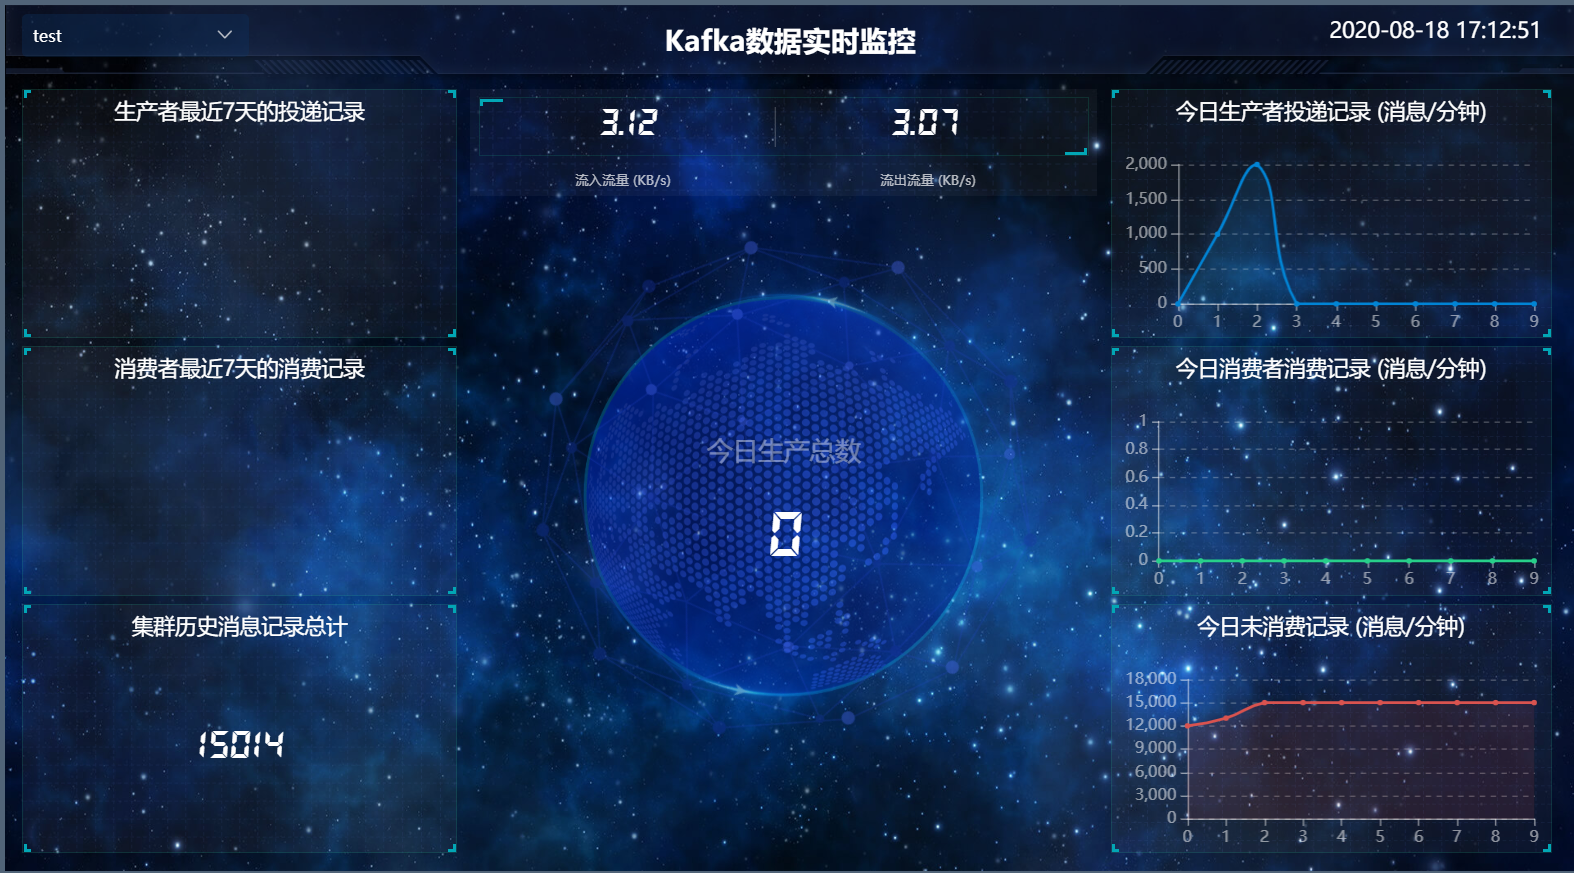 test
Kafka数据实时监控
2020-08-18 17:12:51
生产者最近7天的投递记录
消费者最近7天的消费记录
集群历史消息记录总计
15014
3.12
3.07
流入流量 (KB/s)
流出流量 (KB/s)
今日生产总数
0
今日生产者投递记录 (消息/分钟)
2,000
1,500
1,000
500
0
0 1 2 3 4 5 6 7 8 9
今日消费者消费记录 (消息/分钟)
1
0.8
0.6
0.4
0.2
0
0 1 2 3 4 5 6 7 8 9
今日未消费记录 (消息/分钟)
18,000
15,000
12,000
9,000
6,000
3,000
0
0 1 2 3 4 5 6 7 8 9